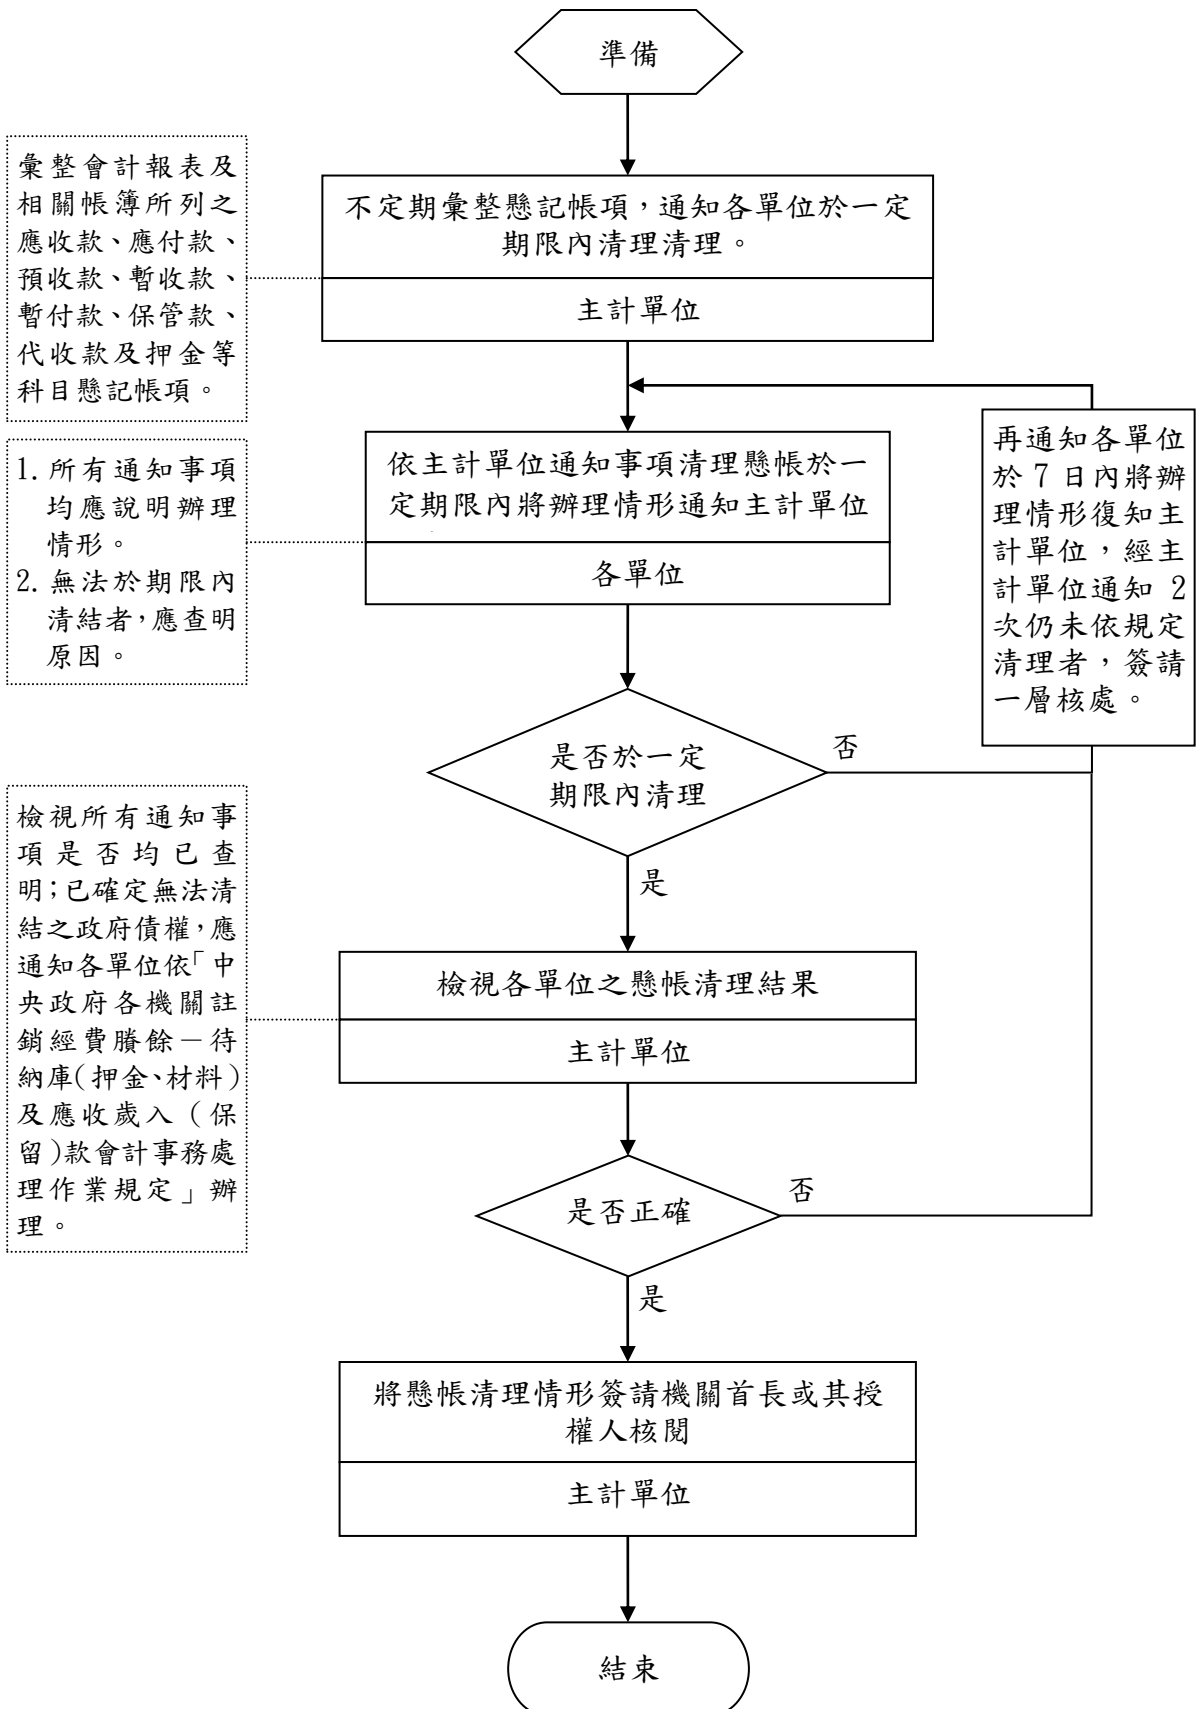 準備
彙整會計報表及
相關帳簿所列之
應收款、應付款、
預收款、暫收款、
暫付款、保管款、
代收款及押金等
科目懸記帳項。
不定期彙整懸記帳項，通知各單位於一定
期限內清理清理。
主計單位
1. 所有通知事項
均應說明辦理
情形。
2. 無法於期限內
清結者，應查明
原因。
依主計單位通知事項清理懸帳於一
定期限內將辦理情形通知主計單位
各單位
再通知各單位
於 7 日內將辦
理情形復知主
計單位，經主
計單位通知 2
次仍未依規定
清理者，簽請
一層核處。
是否於一定
期限內清理
否
是
檢視所有通知事
項是否均已查
明；已確定無法清
結之政府債權，應
通知各單位依「中
央政府各機關註
銷經費賸餘－待
納庫(押金、材料)
及應收歲入（保
留）款會計事務處
理作業規定」辦
理。
檢視各單位之懸帳清理結果
主計單位
是否正確
否
是
將懸帳清理情形簽請機關首長或其授
權人核閱
主計單位
結束